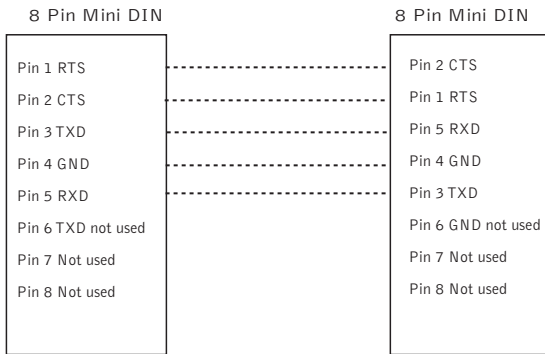 8 Pin Mini DIN
8 Pin Mini DIN
Pin 1 RTS
Pin 2 CTS
Pin 3 TXD
Pin 4 GND
Pin 5 RXD
Pin 6 TXD not used
Pin 7 Not used
Pin 8 Not used
Pin 2 CTS
Pin 1 RTS
Pin 5 RXD
Pin 4 GND
Pin 3 TXD
Pin 6 GND not used
Pin 7 Not used
Pin 8 Not used